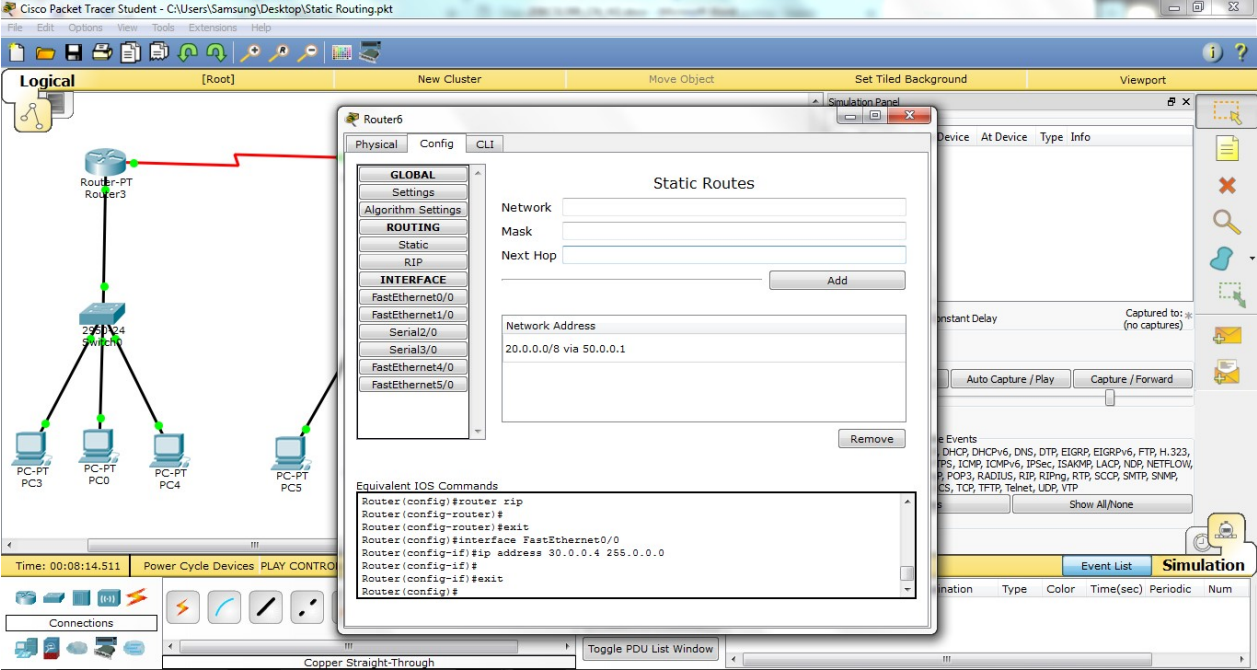 Cisco Packet Tracer Student - C:\Users\Samsung\Desktop\Static Routing.pkt
File Edit Options View Tools Extensions Help
Logical [Root] New Cluster Move Object Set Tiled Background Viewport
Simulation Panel
Device At Device Type Info
Router-PT
Router3
2950-24
Switch0
PC-PT
PC3
PC-PT
PC0
PC-PT
PC4
PC-PT
PC5
Router6
Physical Config CLI
GLOBAL
Settings
Algorithm Settings
ROUTING
Static
RIP
INTERFACE
FastEthernet0/0
FastEthernet1/0
Serial2/0
Serial3/0
FastEthernet4/0
FastEthernet5/0
Static Routes
Network
Mask
Next Hop
Add
Network Address
20.0.0.0/8 via 50.0.0.1
Remove
Equivalent IOS Commands
Router(config)#router rip
Router(config-router)#
Router(config-router)#exit
Router(config)#interface FastEthernet0/0
Router(config-if)#ip address 30.0.0.4 255.0.0.0
Router(config-if)#
Router(config-if)#exit
Router(config)#
nstant Delay
Captured to:
(no captures)
Auto Capture / Play Capture / Forward
e Events
, DHCP, DHCPv6, DNS, DTP, EIGRP, EIGRPv6, FTP, H.323,
TPS, ICMP, ICMPv6, IPSec, ISAKMP, LACP, NDP, NETFLOW,
P, POP3, RADIUS, RIP, RIPng, RTP, SCCP, SMTP, SNMP,
CS, TCP, TFTP, Telnet, UDP, VTP
Show All/None
Time: 00:08:14.511 Power Cycle Devices PLAY CONTRO
Event List Simulation
ination Type Color Time(sec) Periodic Num
Connections
Copper Straight-Through
Toggle PDU List Window